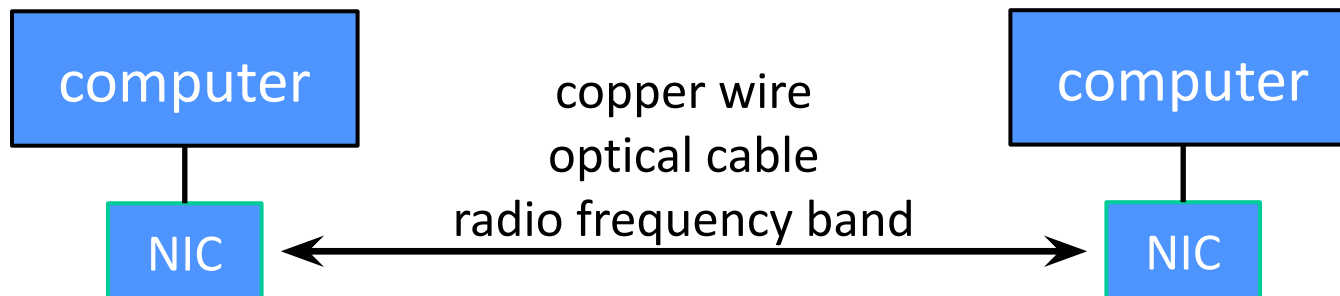 computer
computer
copper wire
optical cable
radio frequency band
NIC
NIC